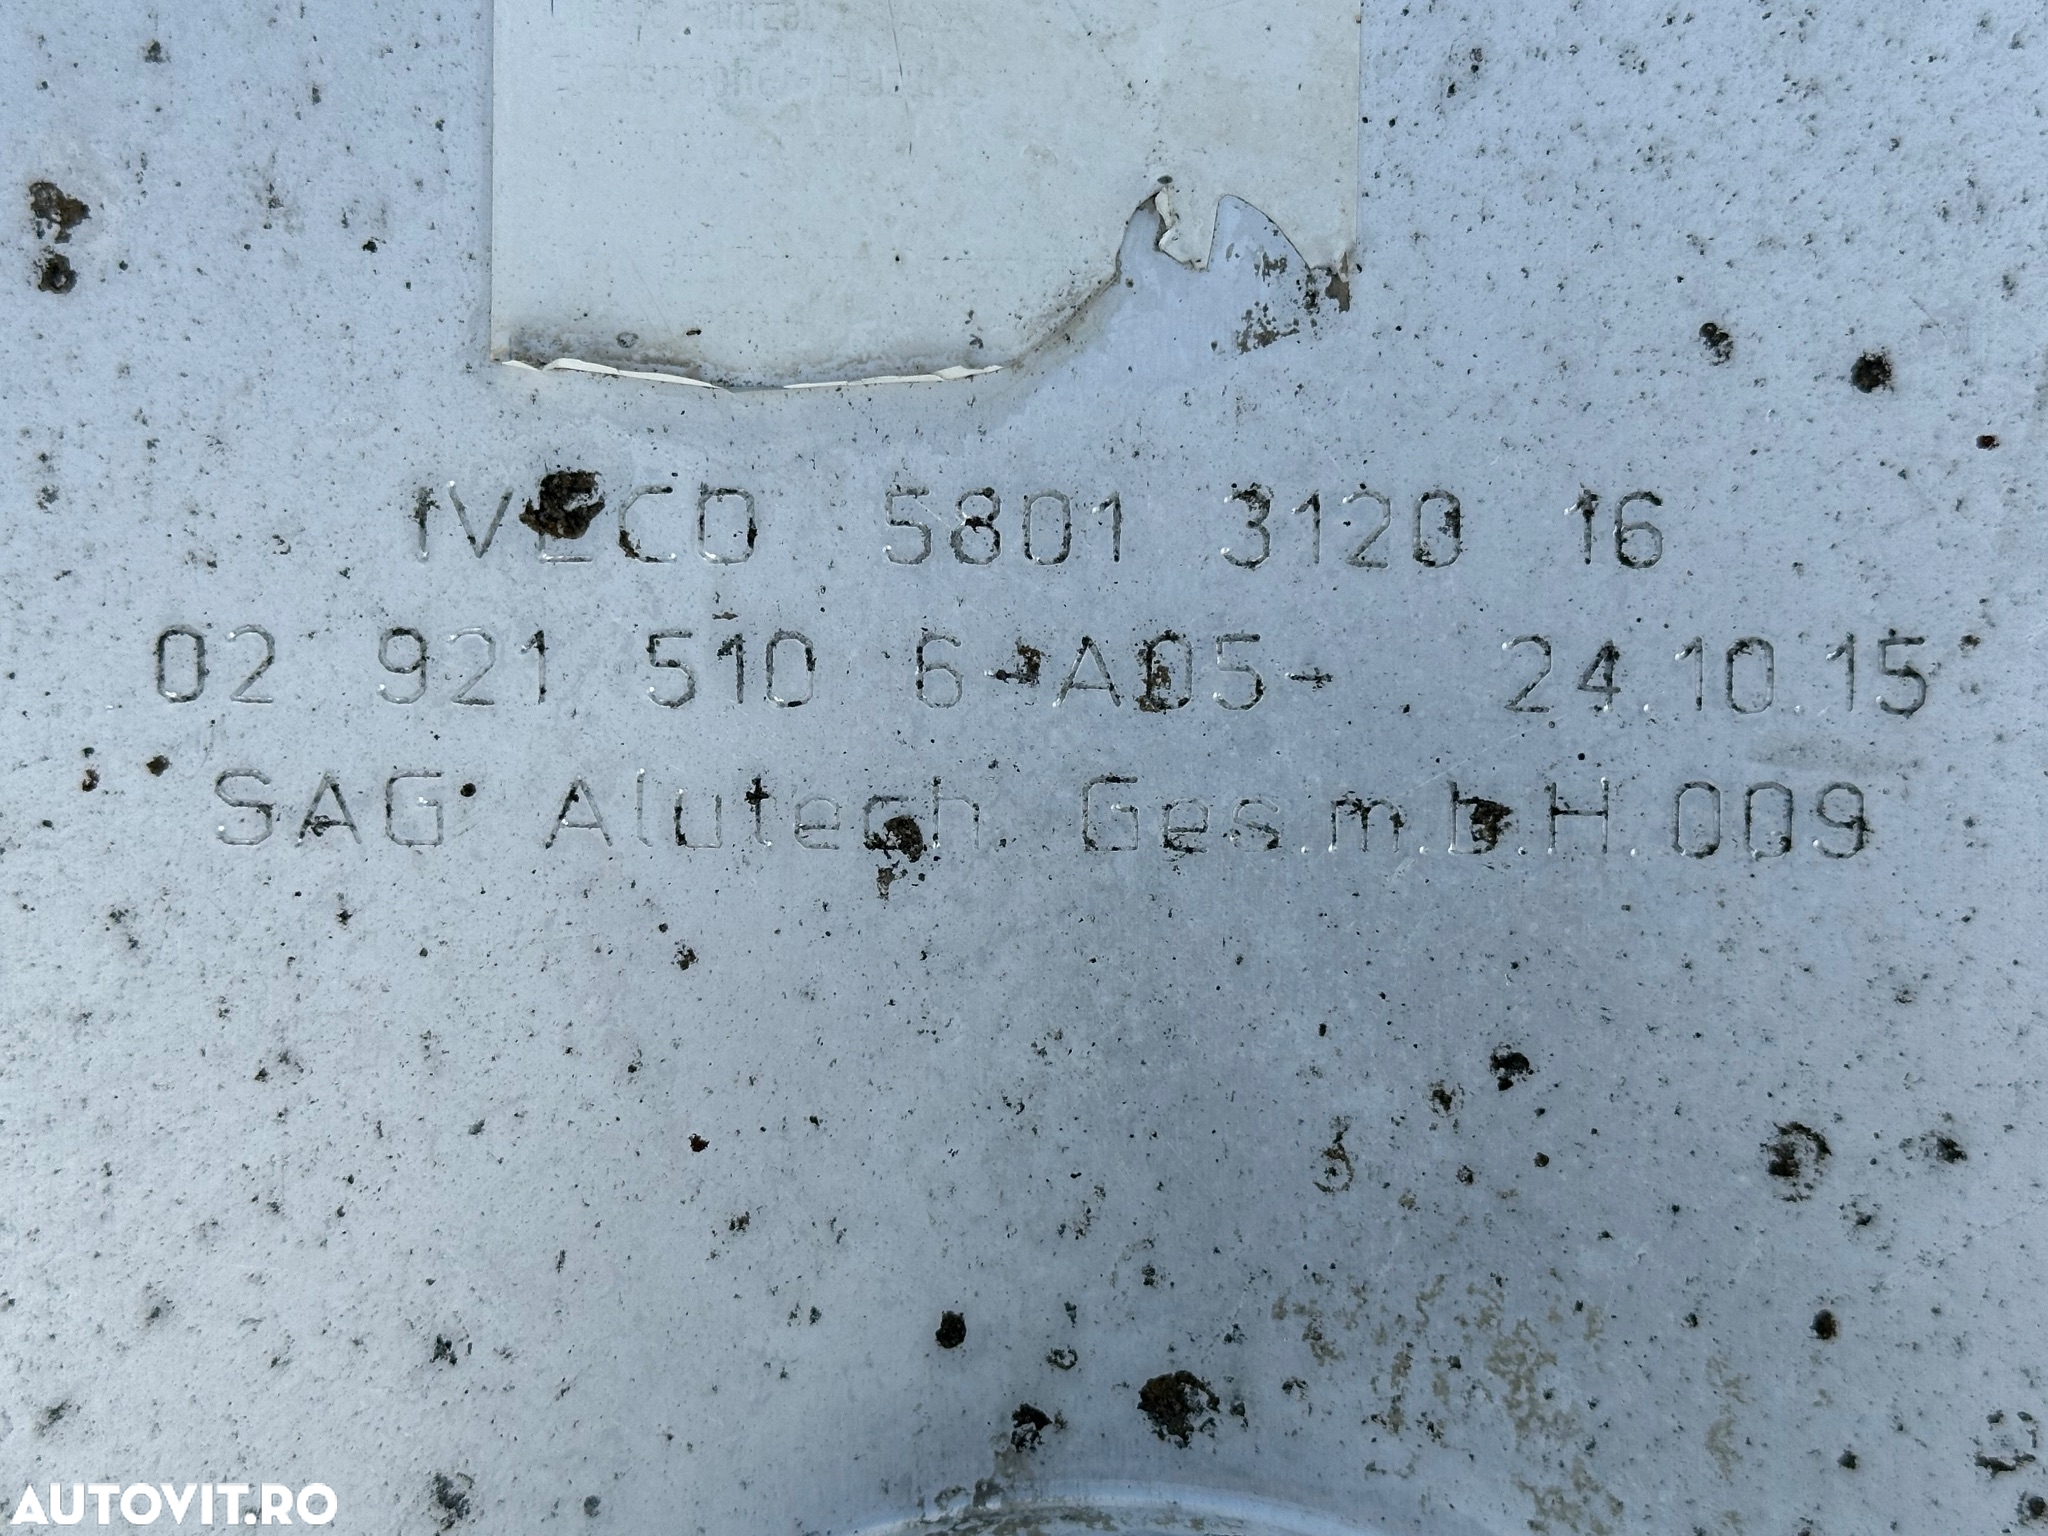 IVECO 5801 3120 16
02 921 510 6-A05- . 24.10.15
SAG Alutech. Ges.m.b.H.009
AUTOVIT.RO